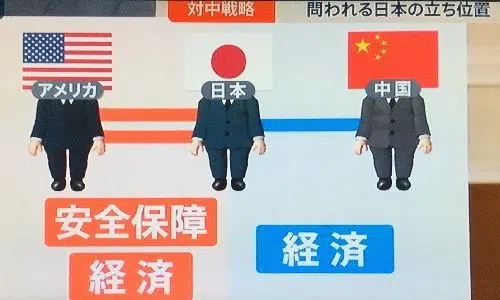 対中戦略
問われる日本の立ち位置
アメリカ
日本
中国
安全保障
経済
経済